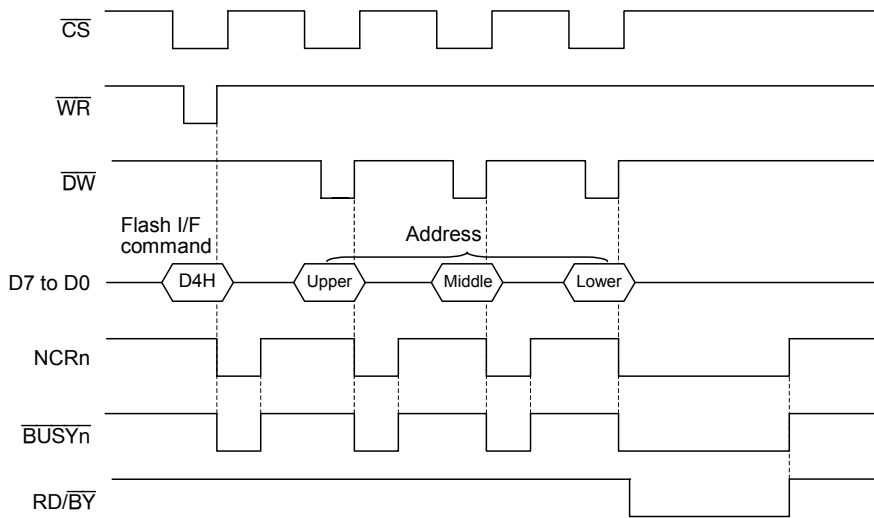 CS
WR
DW
Flash I/F
command
Address
D7 to D0
D4H
Upper
Middle
Lower
NCRn
BUSYn
RD/BY